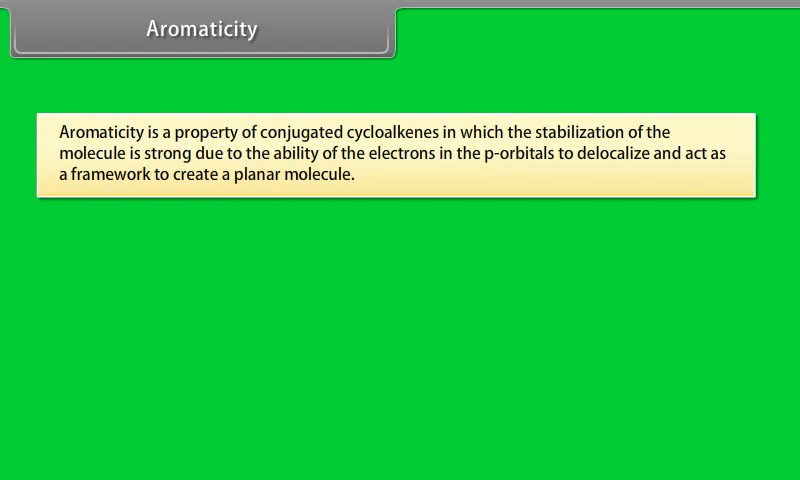 Aromaticity
Aromaticity is a property of conjugated cycloalkenes in which the stabilization of the
molecule is strong due to the ability of the electrons in the p-orbitals to delocalize and act as
a framework to create a planar molecule.